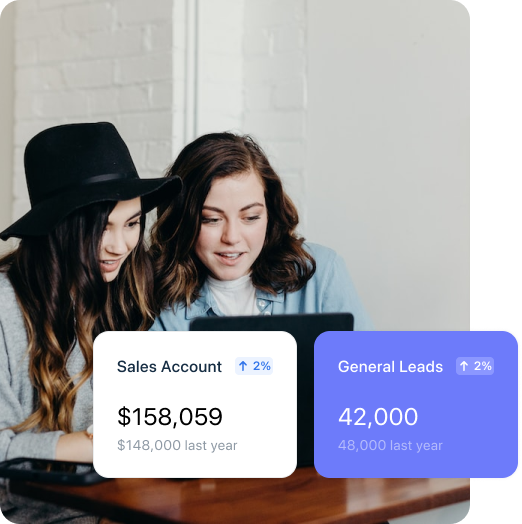 Sales Account ↑ 2%
$158,059
$148,000 last year
General Leads ↑ 2%
42,000
48,000 last year